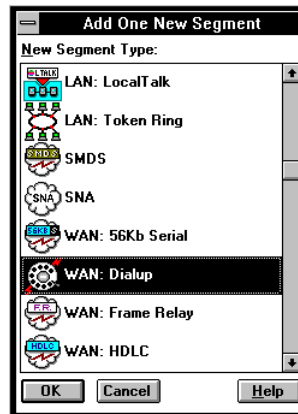 Add One New Segment
New Segment Type:
LTALK
LAN: LocalTalk
LAN: Token Ring
SMDS
SMDS
SNA
SNA
56KB S
WAN: 56Kb Serial
WAN: Dialup
F.R.
WAN: Frame Relay
HDLC
WAN: HDLC
OK
Cancel
Help